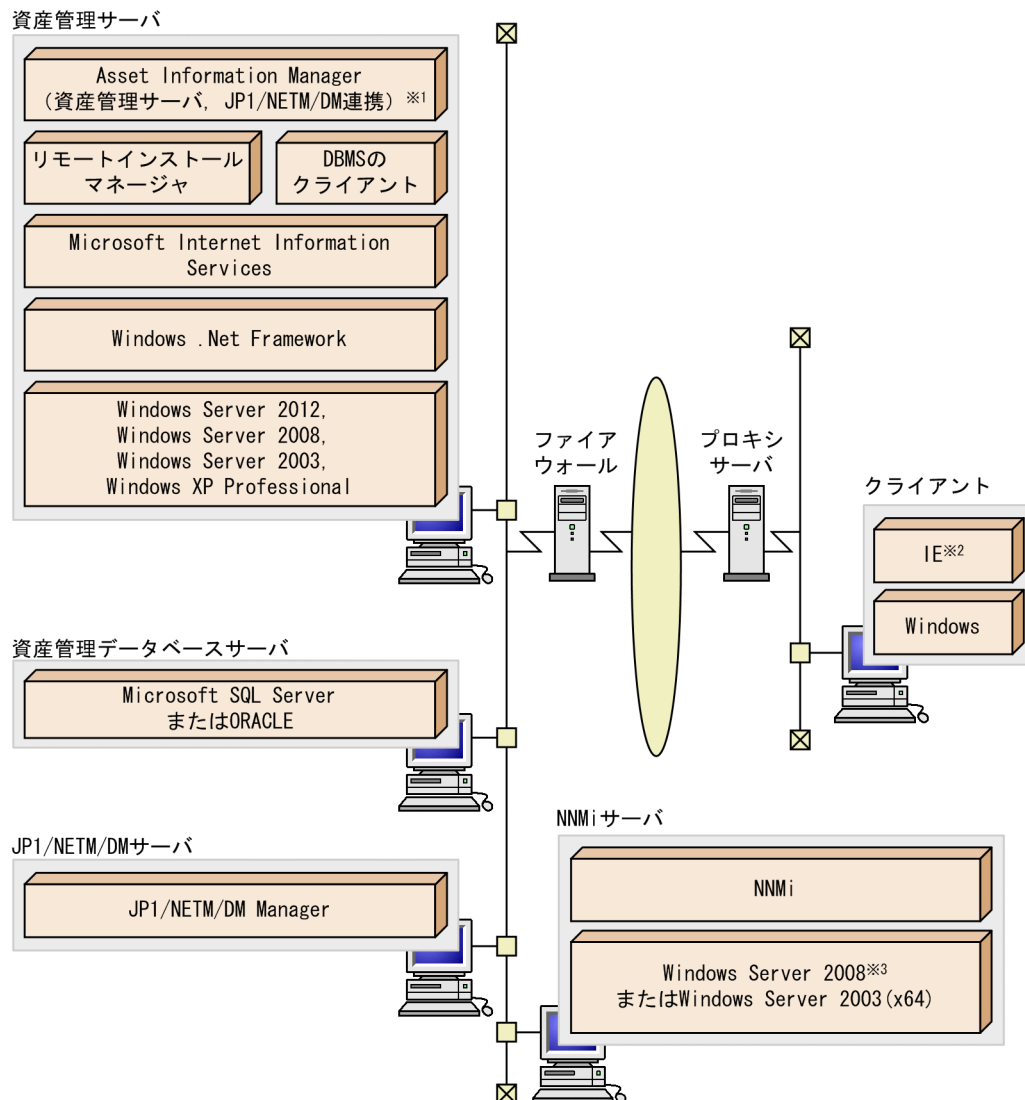 資産管理サーバ
Asset Information Manager
(資産管理サーバ, JP1/NETM/DM連携) ※1
リモートインストール
マネージャ
DBMSの
クライアント
Microsoft Internet Information
Services
Windows .Net Framework
Windows Server 2012,
Windows Server 2008,
Windows Server 2003,
Windows XP Professional
ファイア
ウォール
プロキシ
サーバ
クライアント
IE※2
Windows
資産管理データベースサーバ
Microsoft SQL Server
またはORACLE
JP1/NETM/DMサーバ
JP1/NETM/DM Manager
NNMiサーバ
NNMi
Windows Server 2008※3
またはWindows Server 2003(x64)